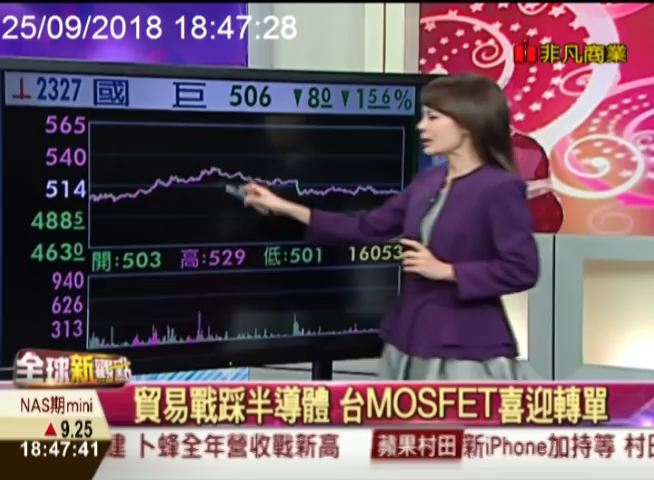 25/09/2018 18:47:28
非凡商業
2327 國巨 506 ▼8.0 ▼1.56%
565
540
514
488.5
463.0
開:503 高:529 低:501 16053
940
626
313
全球新觀點
NAS期mini
▲9.25
18:47:41
貿易戰踩半導體 台MOSFET喜迎轉單
建 卜蜂全年營收戰新高 蘋果村田 新iPhone加持等 村田